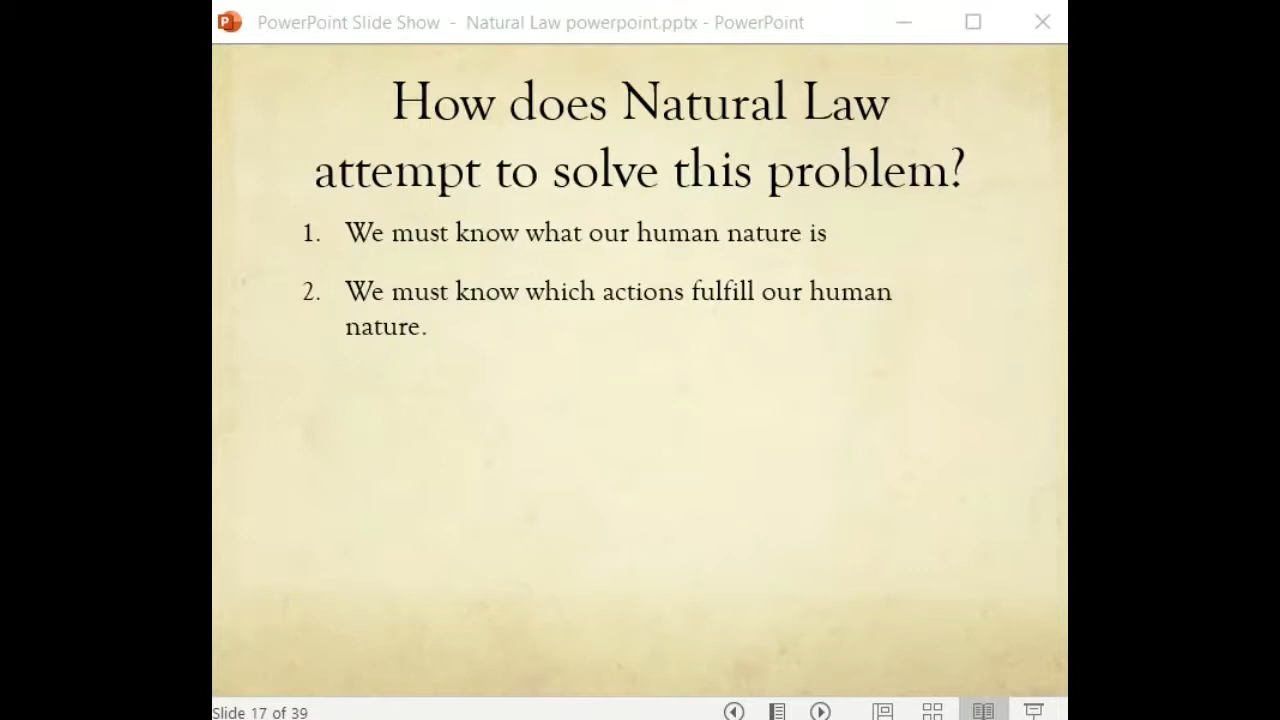 PowerPoint Slide Show - Natural Law powerpoint.pptx - PowerPoint
How does Natural Law
attempt to solve this problem?
1. We must know what our human nature is
2. We must know which actions fulfill our human
nature.
Slide 17 of 39